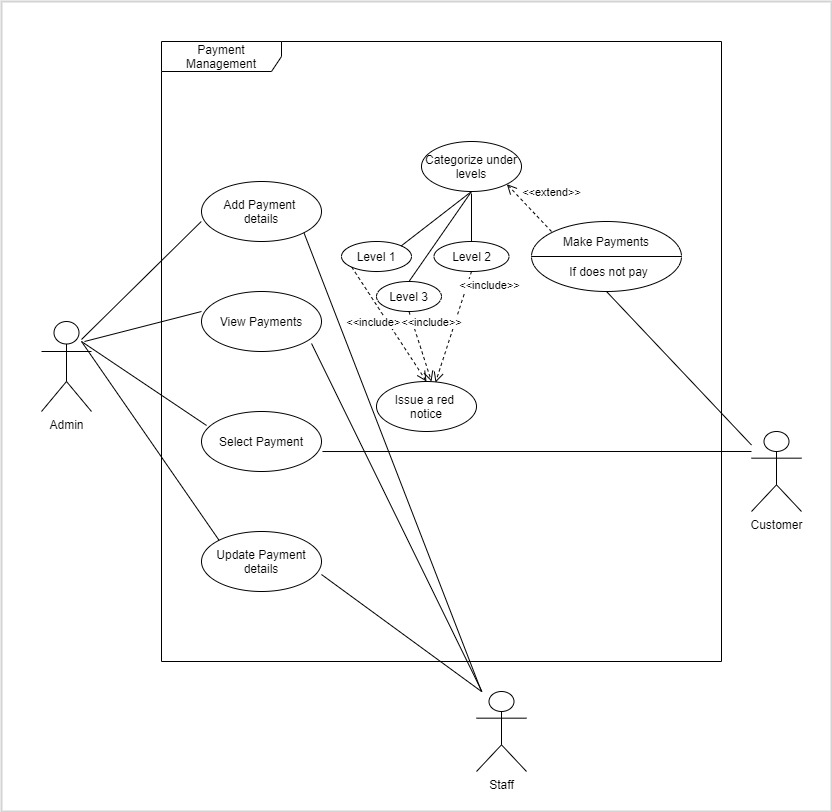 Payment
Management
Categorize under
levels
<<extend>>
Add Payment
details
Make Payments
If does not pay
Level 1
Level 2
<<include>>
Level 3
<<include>
<<include>>
View Payments
Issue a red
notice
Admin
Select Payment
Customer
Update Payment
details
Staff